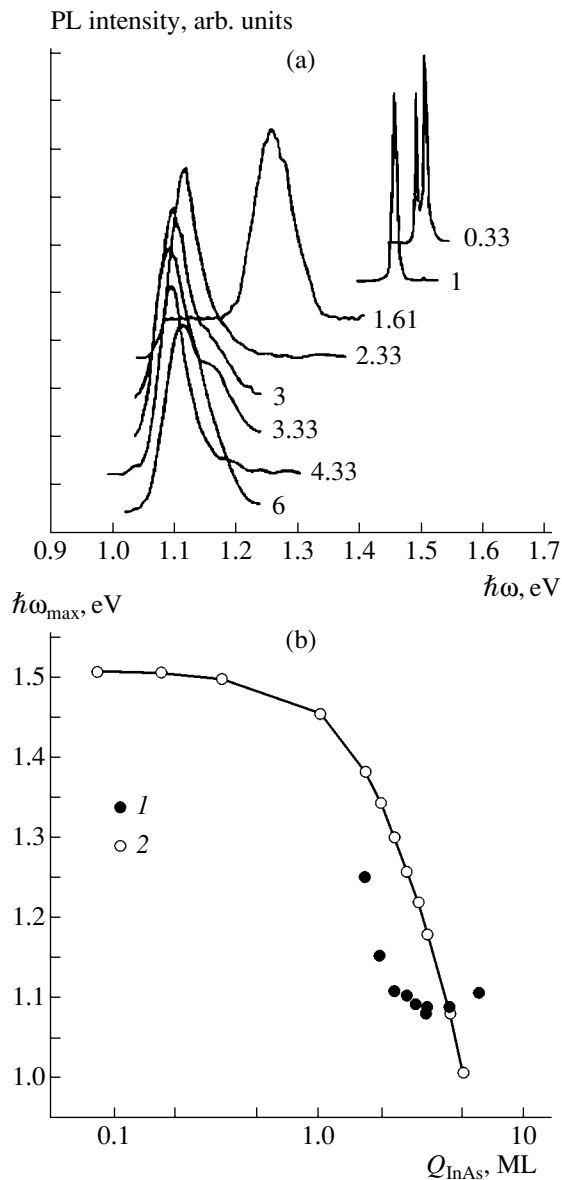 PL intensity, arb. units
(a)
0.33
1
1.61
2.33
3
3.33
4.33
6
0.9 1.0 1.1 1.2 1.3 1.4 1.5 1.6 1.7
ℏω, eV
ℏω_max, eV
(b)
1.5
1.4
1
1.3
2
1.2
1.1
1.0
0.1 1.0 10
Q_InAs, ML